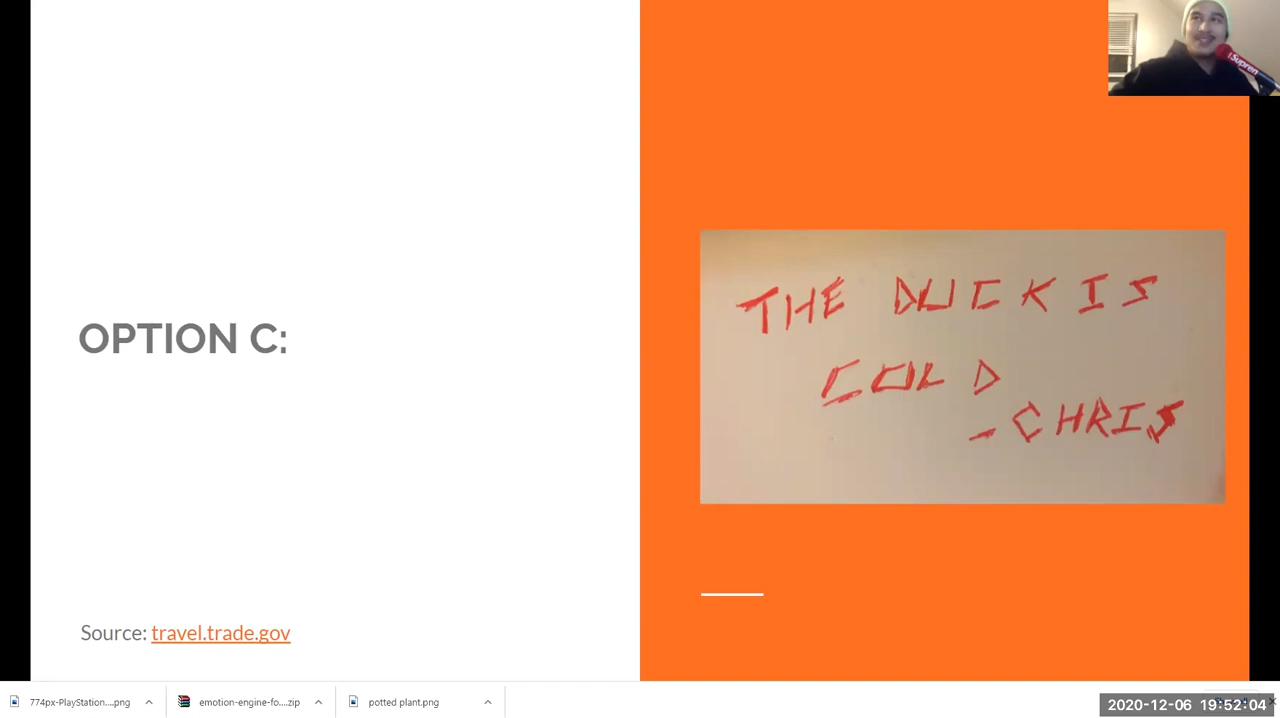 Supren
OPTION C:
THE DUCK IS
COLD
- CHRIS
Source: travel.trade.gov
774px-PlayStation....png
emotion-engine-fo....zip
potted plant.png
2020-12-06 19:52:04